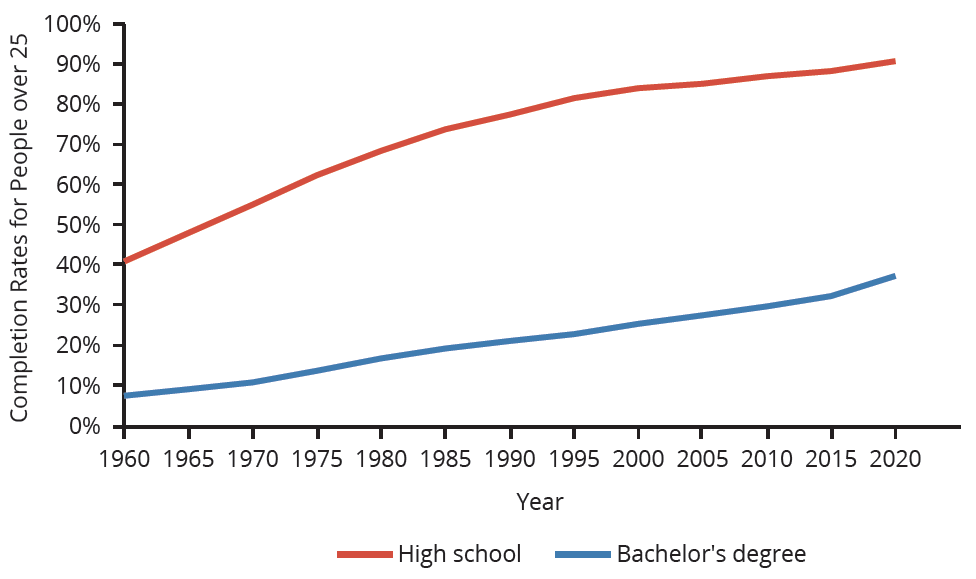 Completion Rates for People over 25
100%
90%
80%
70%
60%
50%
40%
30%
20%
10%
0%
1960 1965 1970 1975 1980 1985 1990 1995 2000 2005 2010 2015 2020
Year
High school Bachelor's degree